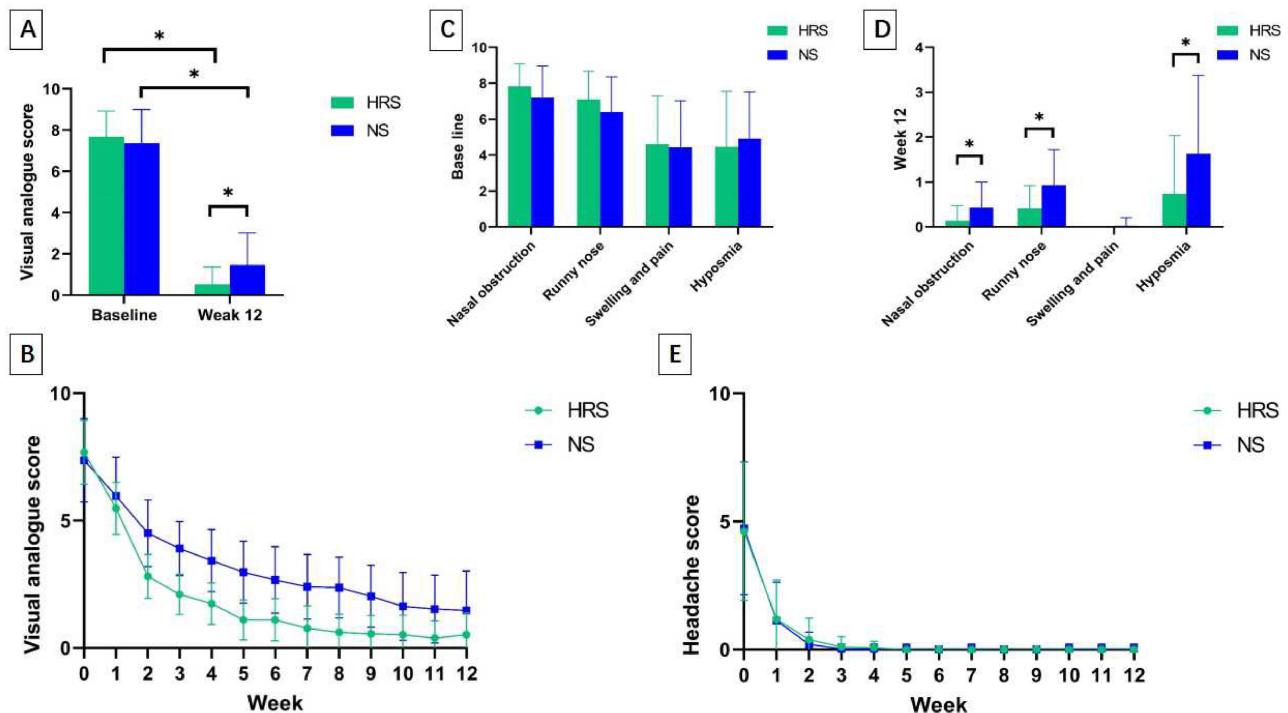 A
*
*
10
8
6
4
2
0
Visual analogue score
*
HRS
NS
Baseline
Weak 12
C
HRS
NS
10
8
6
4
2
0
Base line
Nasal obstruction
Runny nose
Swelling and pain
Hyposmia
D
HRS
NS
4
3
2
1
0
Week 12
*
*
*
Nasal obstruction
Runny nose
Swelling and pain
Hyposmia
B
10
5
0
Visual analogue score
HRS
NS
0 1 2 3 4 5 6 7 8 9 10 11 12
Week
E
10
5
0
Headache score
HRS
NS
0 1 2 3 4 5 6 7 8 9 10 11 12
Week